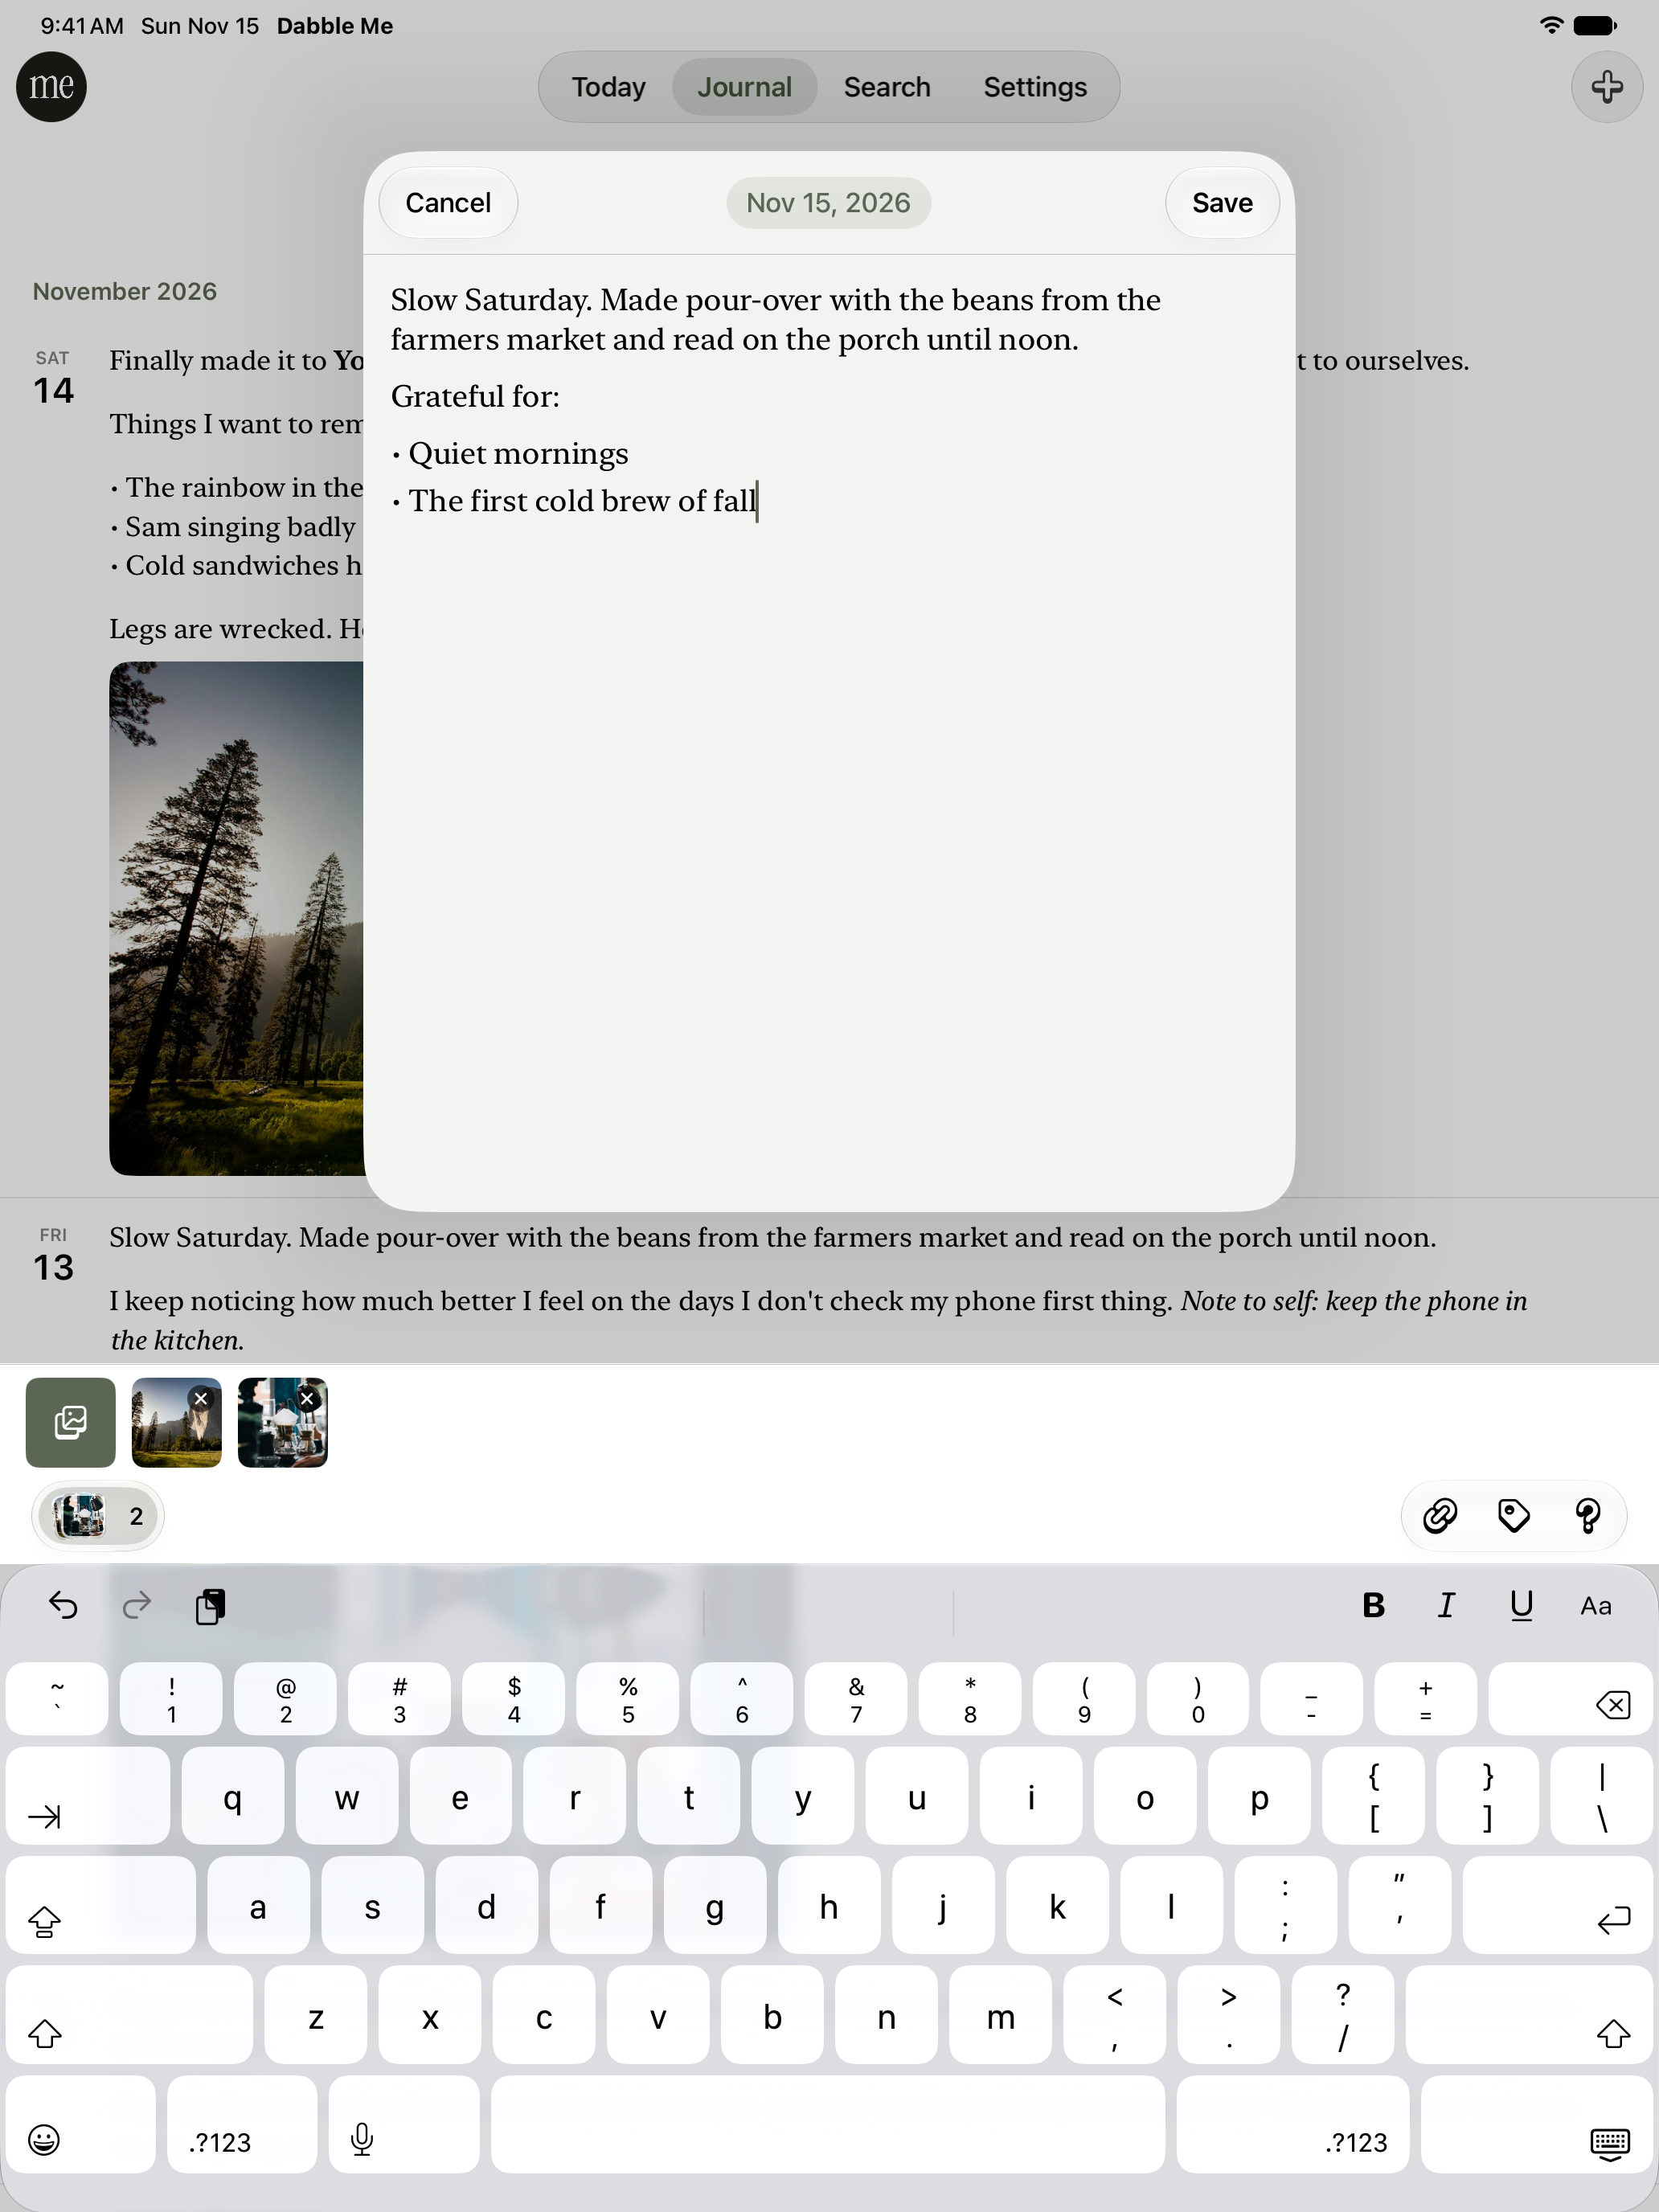 9:41 AM Sun Nov 15 Dabble Me
me
Today Journal Search Settings
Cancel Nov 15, 2026 Save
Slow Saturday. Made pour-over with the beans from the
farmers market and read on the porch until noon.
Grateful for:
• Quiet mornings
• The first cold brew of fall
November 2026
SAT
14
Finally made it to Yo
t to ourselves.
Things I want to rem
• The rainbow in the
• Sam singing badly
• Cold sandwiches h
Legs are wrecked. H
FRI
13
Slow Saturday. Made pour-over with the beans from the farmers market and read on the porch until noon.
I keep noticing how much better I feel on the days I don't check my phone first thing. Note to self: keep the phone in
the kitchen.
2
B I U Aa
~ ! @ # $ % ^ & * ( ) _ +
` 1 2 3 4 5 6 7 8 9 0 - =
q w e r t y u i o p { } |
[ ] \
a s d f g h j k l : "
; '
z x c v b n m < > ?
, . /
.?123 .?123